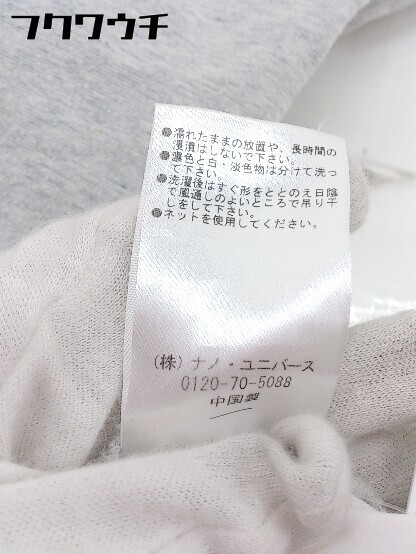 フクワウチ
●濡れたままの放置や、長時間の
浸漬はしないで下さい。
●濃色と白・淡色物は分けて洗っ
て下さい。
●洗濯後はすぐ形をととのえ日陰
で風通しのよいところで吊り干
しをして下さい。
●ネットを使用してください。
(株)ナノ・ユニバース
0120-70-5088
中国製